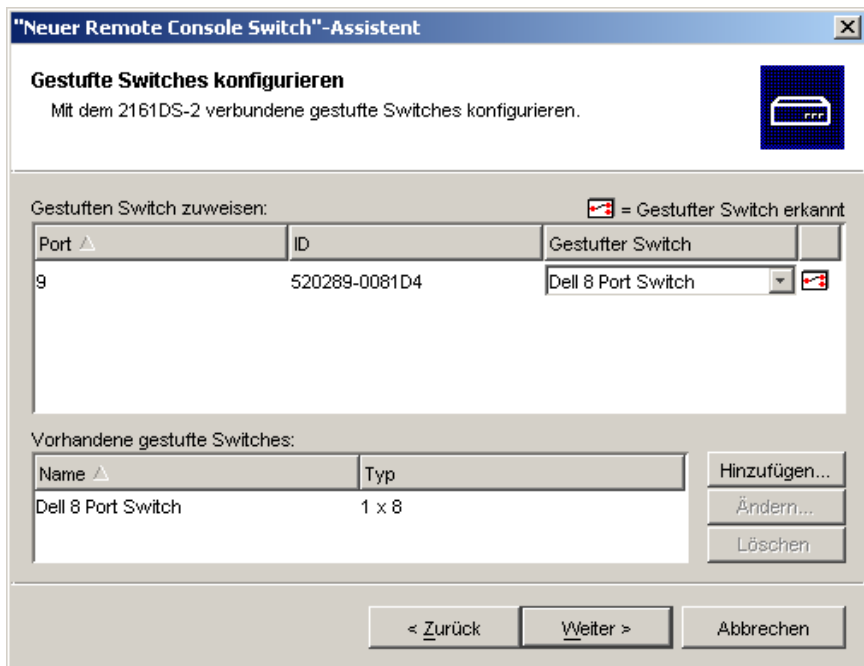 "Neuer Remote Console Switch"-Assistent
Gestufte Switches konfigurieren
Mit dem 2161DS-2 verbundene gestufte Switches konfigurieren.
Gestuften Switch zuweisen: = Gestufter Switch erkannt
Port ID Gestufter Switch
9 520289-0081D4 Dell 8 Port Switch
Vorhandene gestufte Switches:
Name Typ
Dell 8 Port Switch 1 x 8
Hinzufügen...
Ändern...
Löschen
< Zurück Weiter > Abbrechen